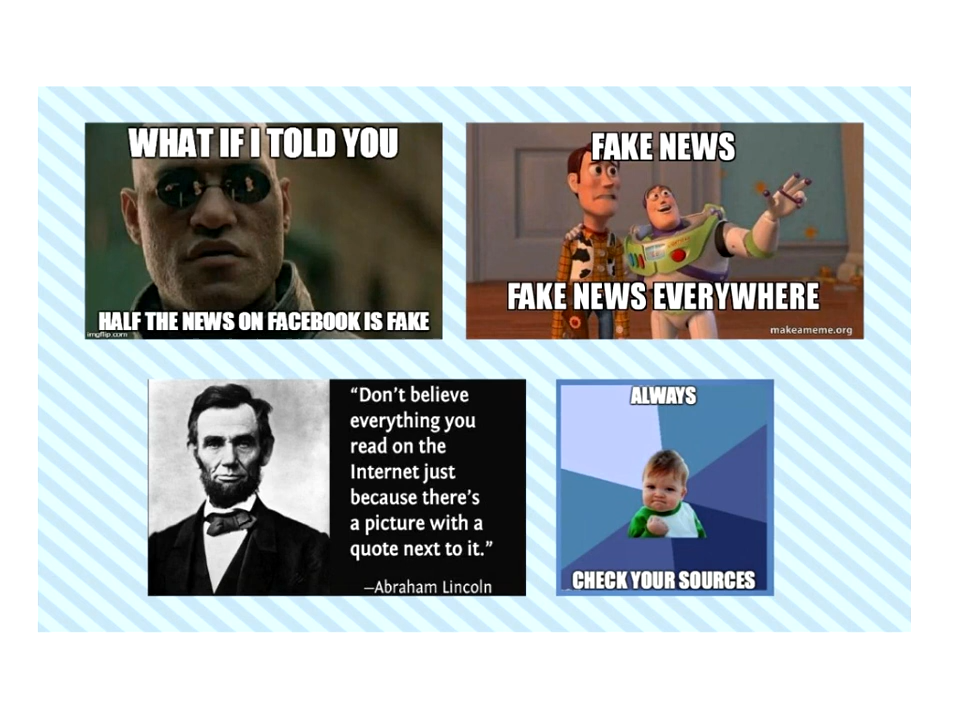 WHAT IF I TOLD YOU
HALF THE NEWS ON FACEBOOK IS FAKE
imgflip.com
FAKE NEWS
FAKE NEWS EVERYWHERE
makeameme.org
“Don’t believe
everything you
read on the
Internet just
because there’s
a picture with a
quote next to it.”
—Abraham Lincoln
ALWAYS
CHECK YOUR SOURCES